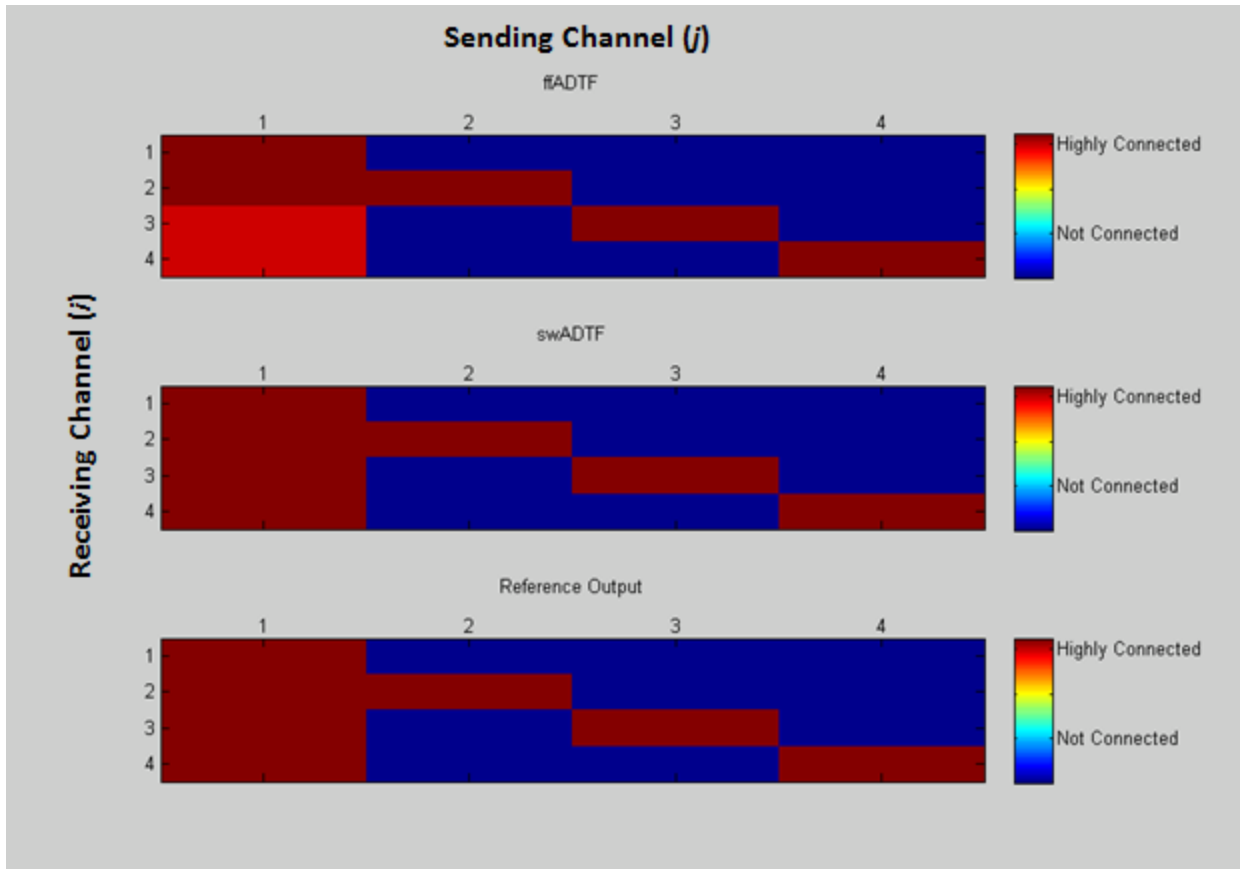 Sending Channel (j)
ffADTF
1 2 3 4
1
2
3
4
Highly Connected
Not Connected
Receiving Channel (i)
swADTF
1 2 3 4
1
2
3
4
Highly Connected
Not Connected
Reference Output
1 2 3 4
1
2
3
4
Highly Connected
Not Connected